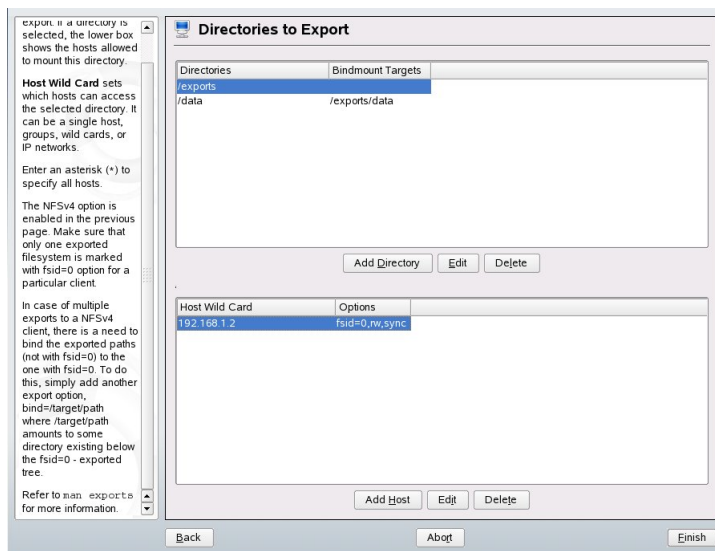 export. If a directory is
selected, the lower box
shows the hosts allowed
to mount this directory.
Host Wild Card sets
which hosts can access
the selected directory. It
can be a single host,
groups, wild cards, or
IP networks.
Enter an asterisk (*) to
specify all hosts.
The NFSv4 option is
enabled in the previous
page. Make sure that
only one exported
filesystem is marked
with fsid=0 option for a
particular client.
In case of multiple
exports to a NFSv4
client, there is a need to
bind the exported paths
(not with fsid=0) to the
one with fsid=0. To do
this, simply add another
export option,
bind=/target/path
where /target/path
amounts to some
directory existing below
the fsid=0 - exported
tree.
Refer to man exports
for more information.
Directories to Export
Directories Bindmount Targets
/exports
/data /exports/data
Add Directory Edit Delete
Host Wild Card Options
192.168.1.2 fsid=0,rw,sync
Add Host Edit Delete
Back Abort Finish